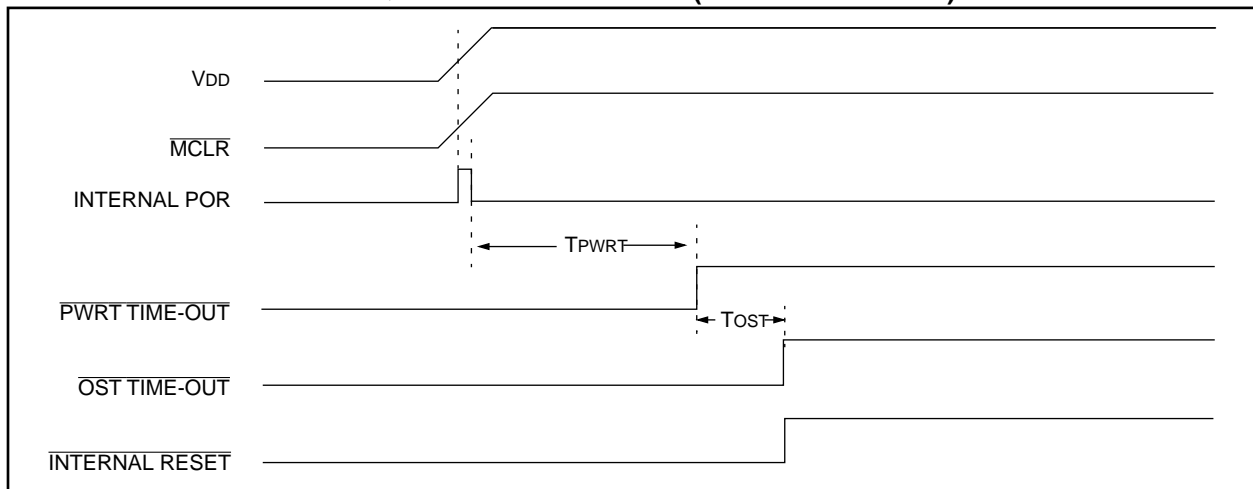 VDD
MCLR
INTERNAL POR
TPWRT
PWRT TIME-OUT
TOST
OST TIME-OUT
INTERNAL RESET